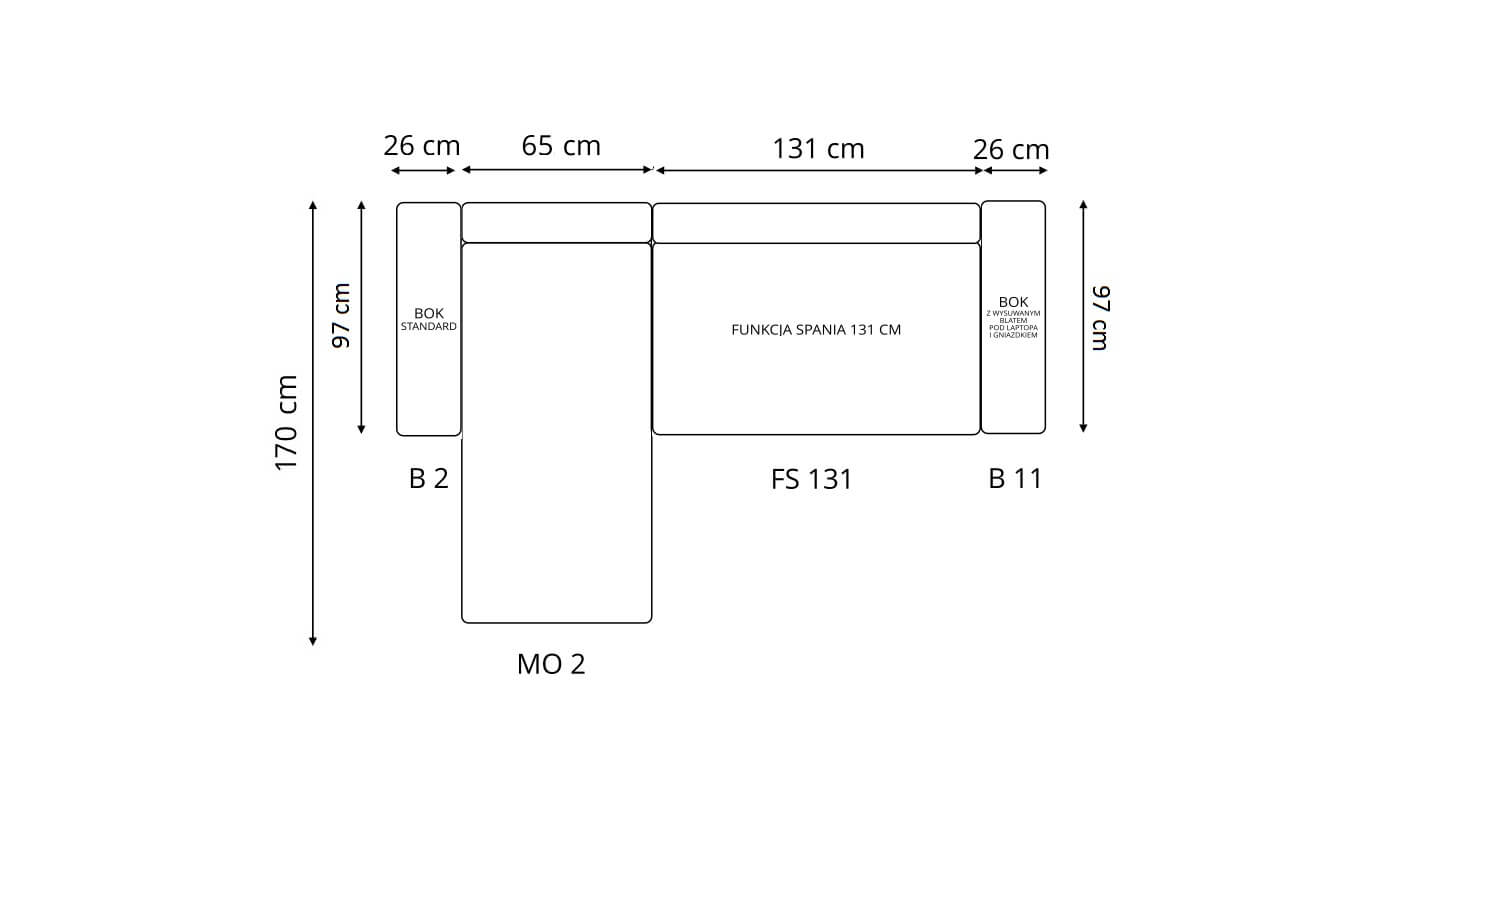 26 cm
65 cm
131 cm
26 cm
170 cm
97 cm
BOK
STANDARD
FUNKCJA SPANIA 131 CM
BOK
Z WYSUWANYM
BLATEM
POD LAPTOPA
I GNIAZDKIEM
97 cm
B 2
FS 131
B 11
MO 2